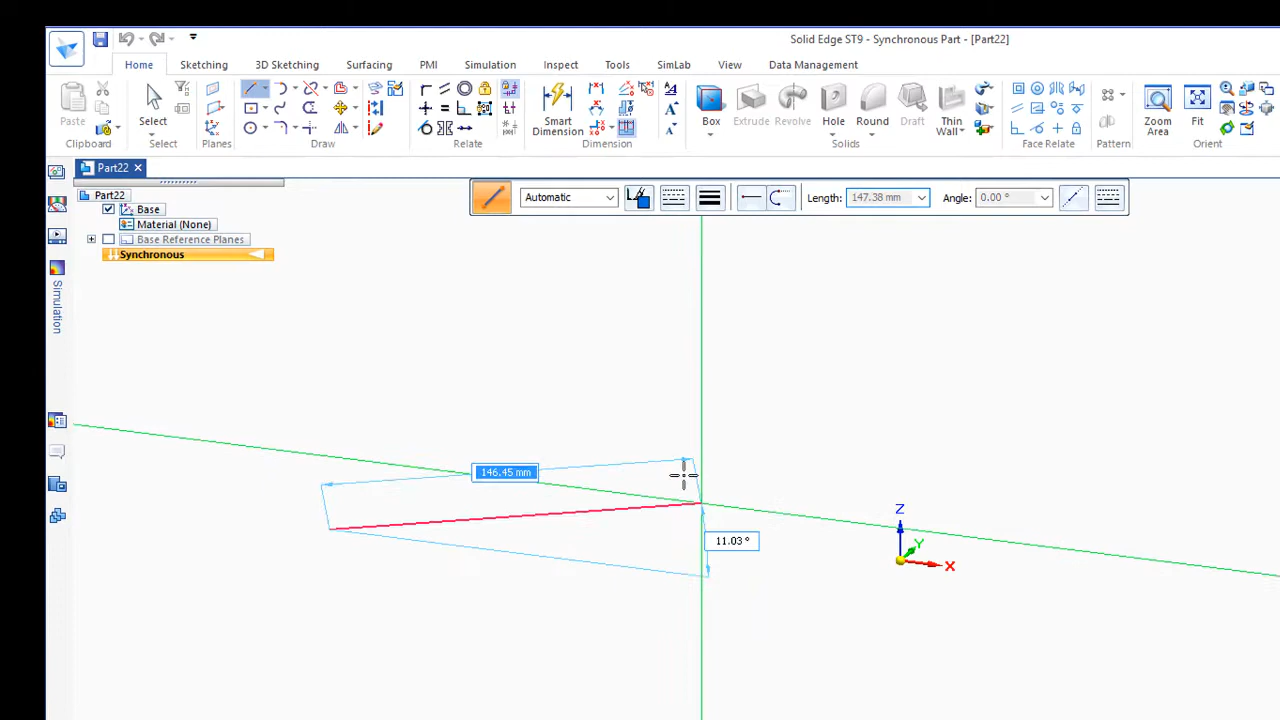 Solid Edge ST9 - Synchronous Part - [Part22]
Home Sketching 3D Sketching Surfacing PMI Simulation Inspect Tools SimLab View Data Management
Paste
Select
Smart
Dimension
Box Extrude Revolve Hole Round Draft Thin
Wall
Zoom
Area
Fit
Clipboard Select Planes Draw Relate Dimension Solids Face Relate Pattern Orient
Part22
Part22
Base
Material (None)
Base Reference Planes
Synchronous
Automatic
Length: 147.38 mm
Angle: 0.00 °
Simulation
146.45 mm
11.03 °
Z
Y
X